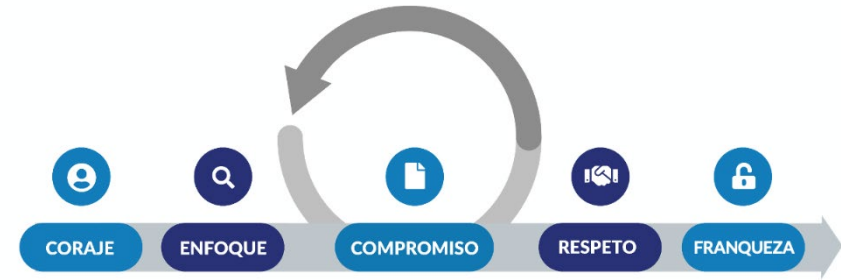 CORAJE
ENFOQUE
COMPROMISO
RESPETO
FRANQUEZA